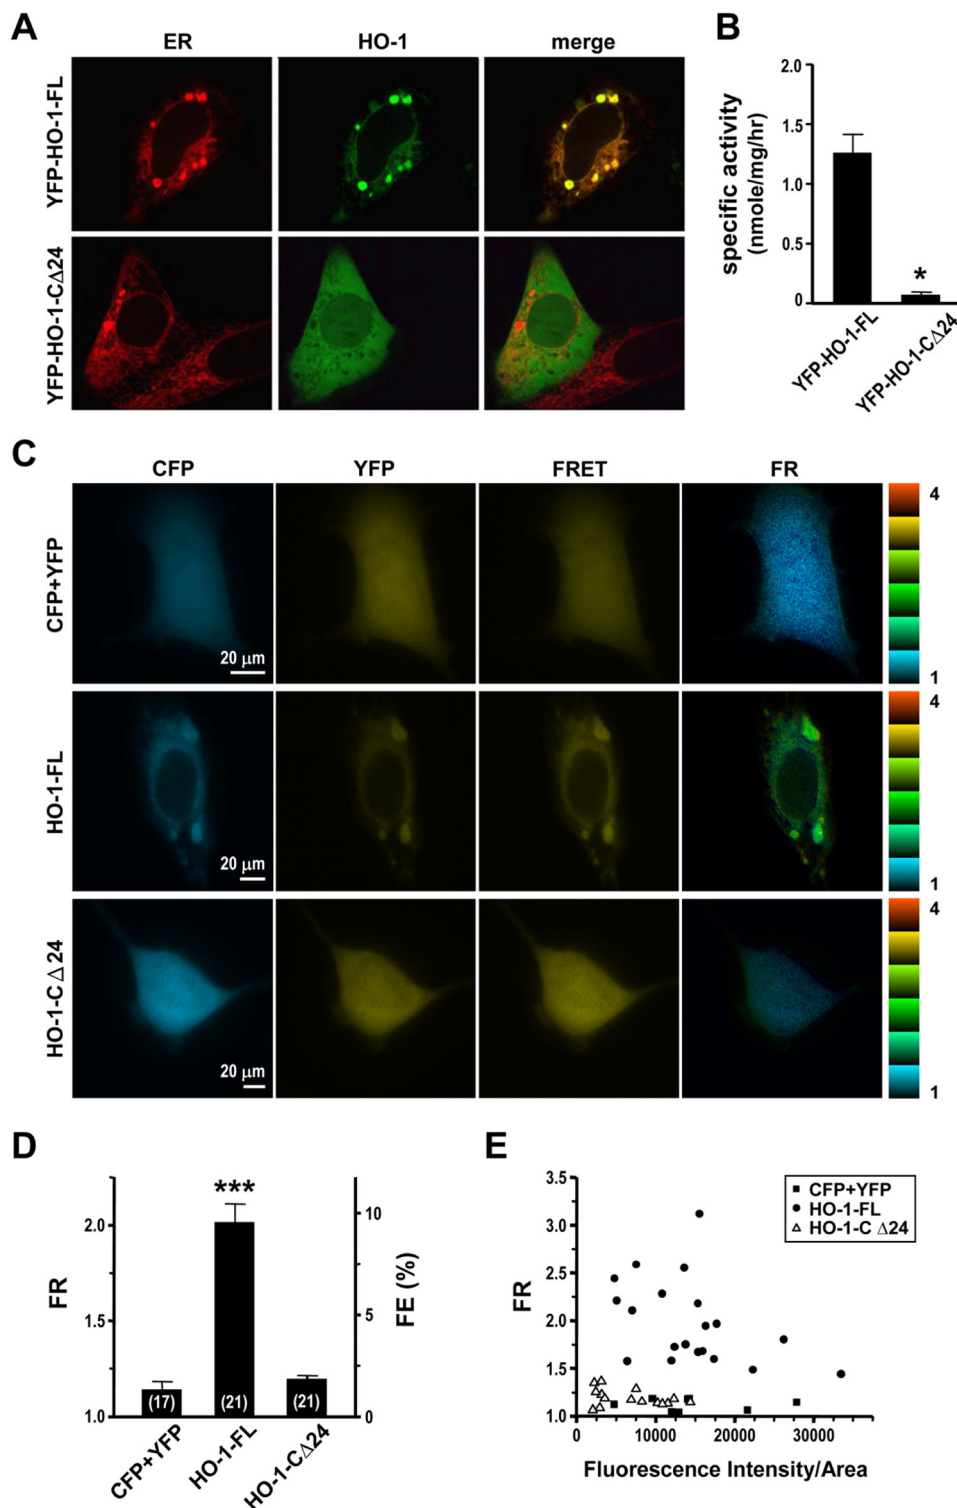 A
ER
HO-1
merge
YFP-HO-1-FL
YFP-HO-1-CΔ24
B
specific activity
(nmole/mg/hr)
2.0
1.5
1.0
0.5
0
*
YFP-HO-1-FL
YFP-HO-1-CΔ24
C
CFP
YFP
FRET
FR
CFP+YFP
20 μm
4
1
HO-1-FL
20 μm
4
1
HO-1-C Δ24
20 μm
4
1
D
FR
2.0
1.5
1.0
***
(17)
(21)
(21)
10
5
0
FE (%)
CFP+YFP
HO-1-FL
HO-1-CΔ24
E
FR
3.5
3.0
2.5
2.0
1.5
1.0
CFP+YFP
HO-1-FL
HO-1-C Δ24
10000
20000
30000
Fluorescence Intensity/Area